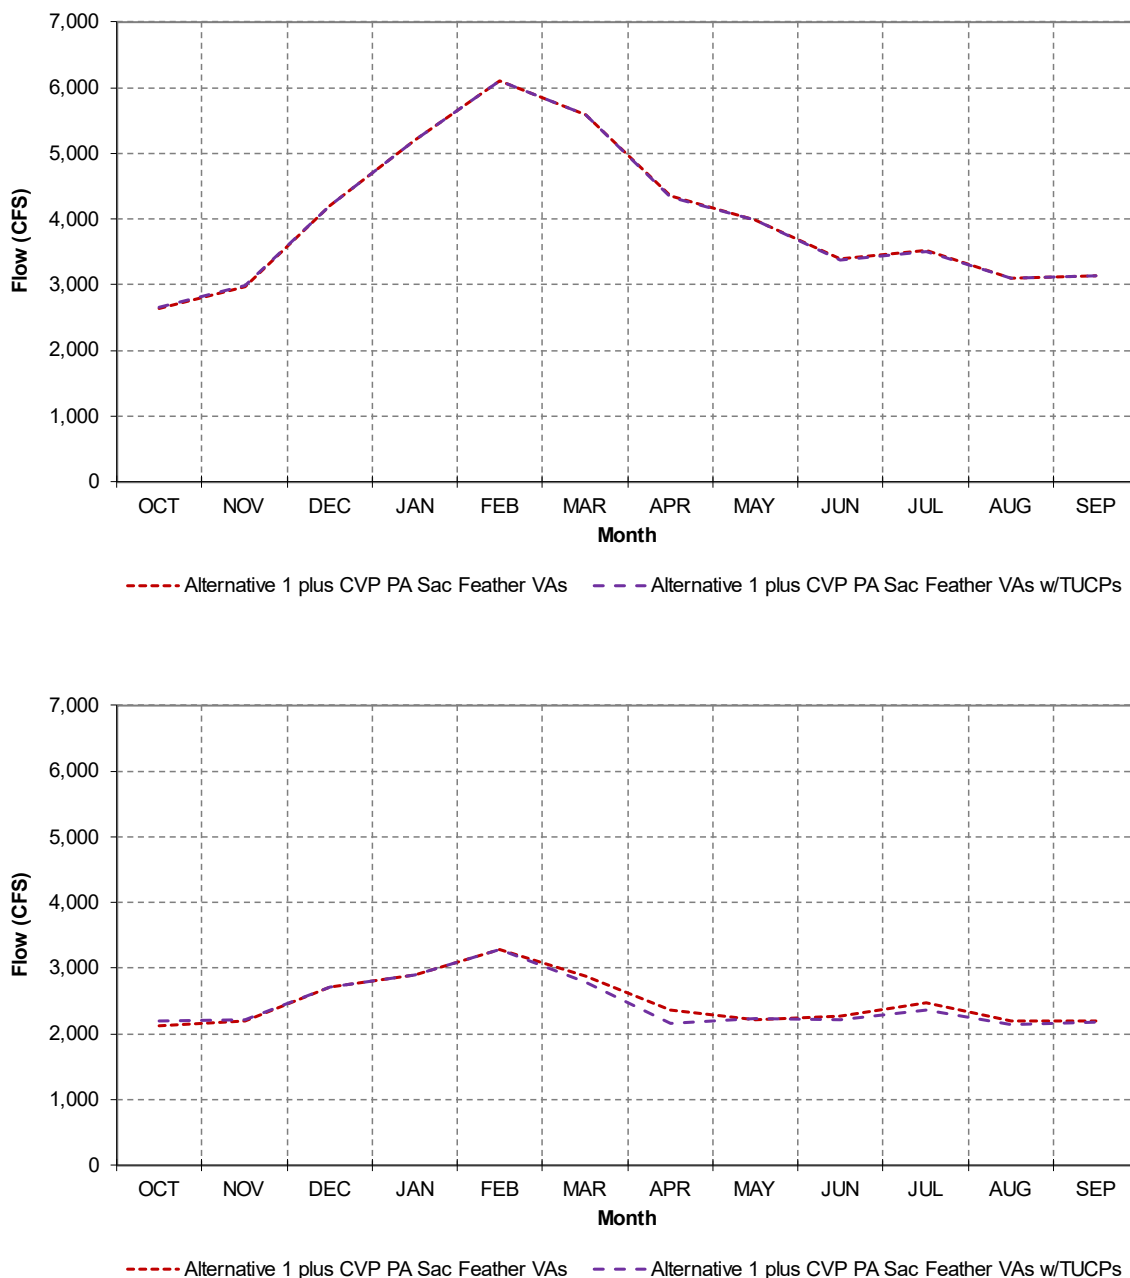 7,000
6,000
5,000
4,000
3,000
2,000
1,000
0
Flow (CFS)
OCT NOV DEC JAN FEB MAR APR MAY JUN JUL AUG SEP
Month
Alternative 1 plus CVP PA Sac Feather VAs Alternative 1 plus CVP PA Sac Feather VAs w/TUCPs
7,000
6,000
5,000
4,000
3,000
2,000
1,000
0
Flow (CFS)
OCT NOV DEC JAN FEB MAR APR MAY JUN JUL AUG SEP
Month
Alternative 1 plus CVP PA Sac Feather VAs Alternative 1 plus CVP PA Sac Feather VAs w/TUCPs